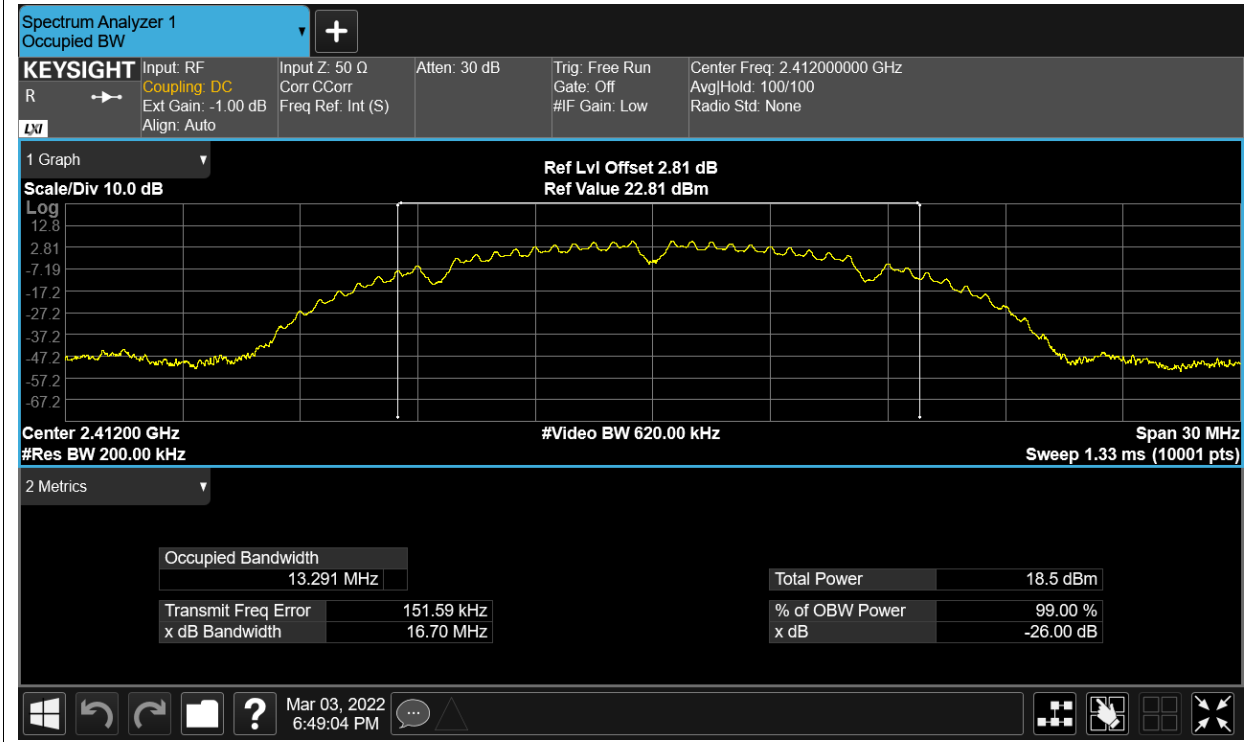 Spectrum Analyzer 1
Occupied BW
KEYSIGHT
R
LXI
Input: RF
Coupling: DC
Ext Gain: -1.00 dB
Align: Auto
Input Z: 50 Ω
Corr CCorr
Freq Ref: Int (S)
Atten: 30 dB
Trig: Free Run
Gate: Off
#IF Gain: Low
Center Freq: 2.412000000 GHz
Avg|Hold: 100/100
Radio Std: None
1 Graph
Scale/Div 10.0 dB
Ref Lvl Offset 2.81 dB
Ref Value 22.81 dBm
Log
12.8
2.81
-7.19
-17.2
-27.2
-37.2
-47.2
-57.2
-67.2
Center 2.41200 GHz
#Video BW 620.00 kHz
Span 30 MHz
#Res BW 200.00 kHz
Sweep 1.33 ms (10001 pts)
2 Metrics
Occupied Bandwidth
13.291 MHz
Total Power 18.5 dBm
Transmit Freq Error 151.59 kHz
% of OBW Power 99.00 %
x dB Bandwidth 16.70 MHz
x dB -26.00 dB
?
Mar 03, 2022
6:49:04 PM